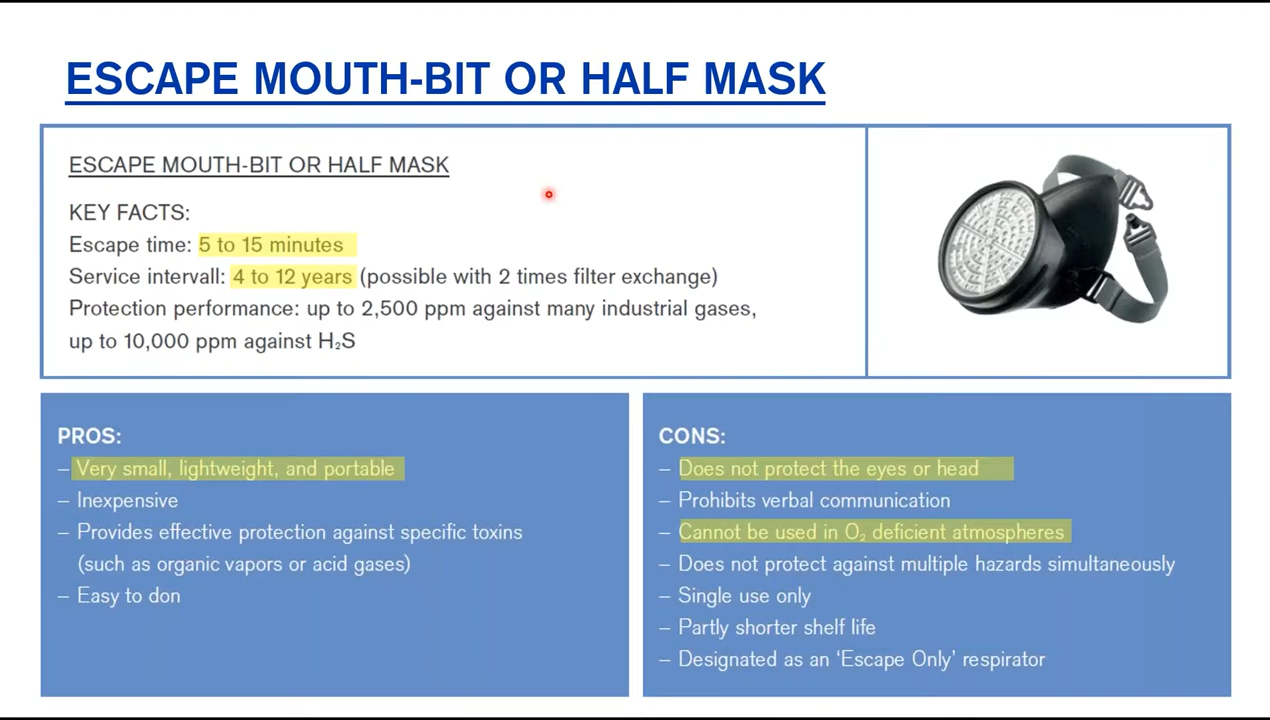 ESCAPE MOUTH-BIT OR HALF MASK
ESCAPE MOUTH-BIT OR HALF MASK
KEY FACTS:
Escape time: 5 to 15 minutes
Service intervall: 4 to 12 years (possible with 2 times filter exchange)
Protection performance: up to 2,500 ppm against many industrial gases,
up to 10,000 ppm against H₂S
PROS:
– Very small, lightweight, and portable
– Inexpensive
– Provides effective protection against specific toxins
(such as organic vapors or acid gases)
– Easy to don
CONS:
– Does not protect the eyes or head
– Prohibits verbal communication
– Cannot be used in O₂ deficient atmospheres
– Does not protect against multiple hazards simultaneously
– Single use only
– Partly shorter shelf life
– Designated as an ‘Escape Only’ respirator